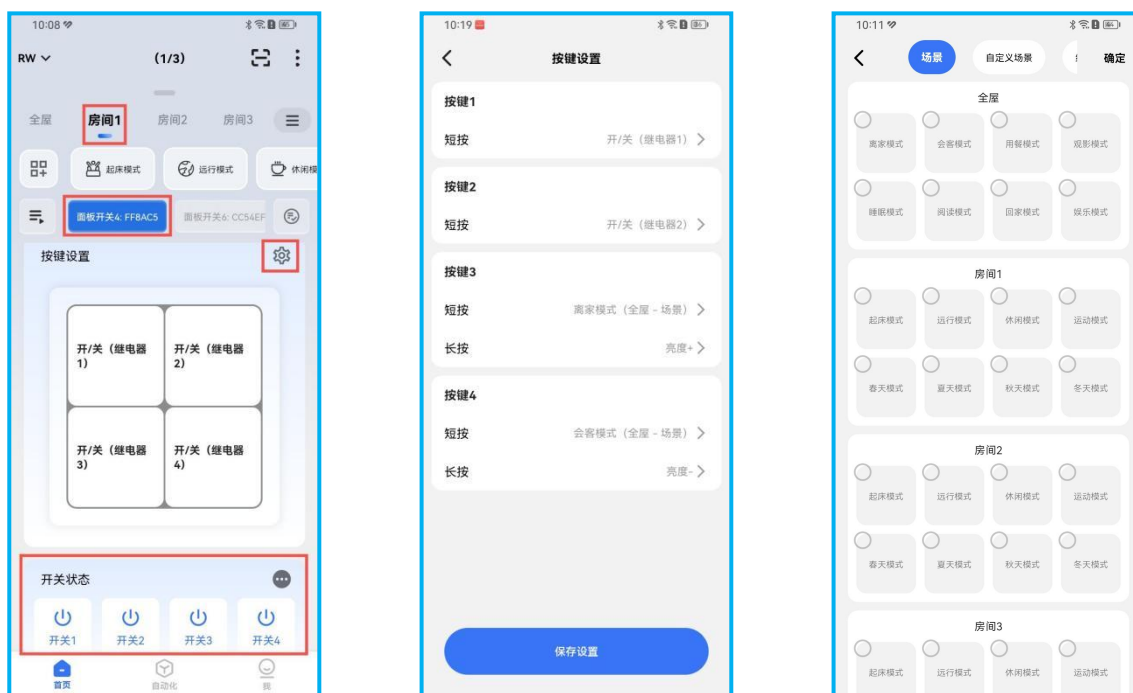 10:08
RW
(1/3)
全屋
房间1
房间2
房间3
起床模式
远行模式
休闲模
面板开关4: FF8AC5
面板开关6: CC54EF
按键设置
开/关（继电器1）
开/关（继电器2）
开/关（继电器3）
开/关（继电器4）
开关状态
开关1
开关2
开关3
开关4
首页
自动化
我
10:19
按键设置
按键1
短按
开/关（继电器1）
按键2
短按
开/关（继电器2）
按键3
短按
离家模式（全屋 - 场景）
长按
亮度+
按键4
短按
会客模式（全屋 - 场景）
长按
亮度-
保存设置
10:11
场景
自定义场景
确定
全屋
离家模式
会客模式
用餐模式
观影模式
睡眠模式
阅读模式
回家模式
娱乐模式
房间1
起床模式
远行模式
休闲模式
运动模式
春天模式
夏天模式
秋天模式
冬天模式
房间2
起床模式
远行模式
休闲模式
运动模式
春天模式
夏天模式
秋天模式
冬天模式
房间3
起床模式
远行模式
休闲模式
运动模式